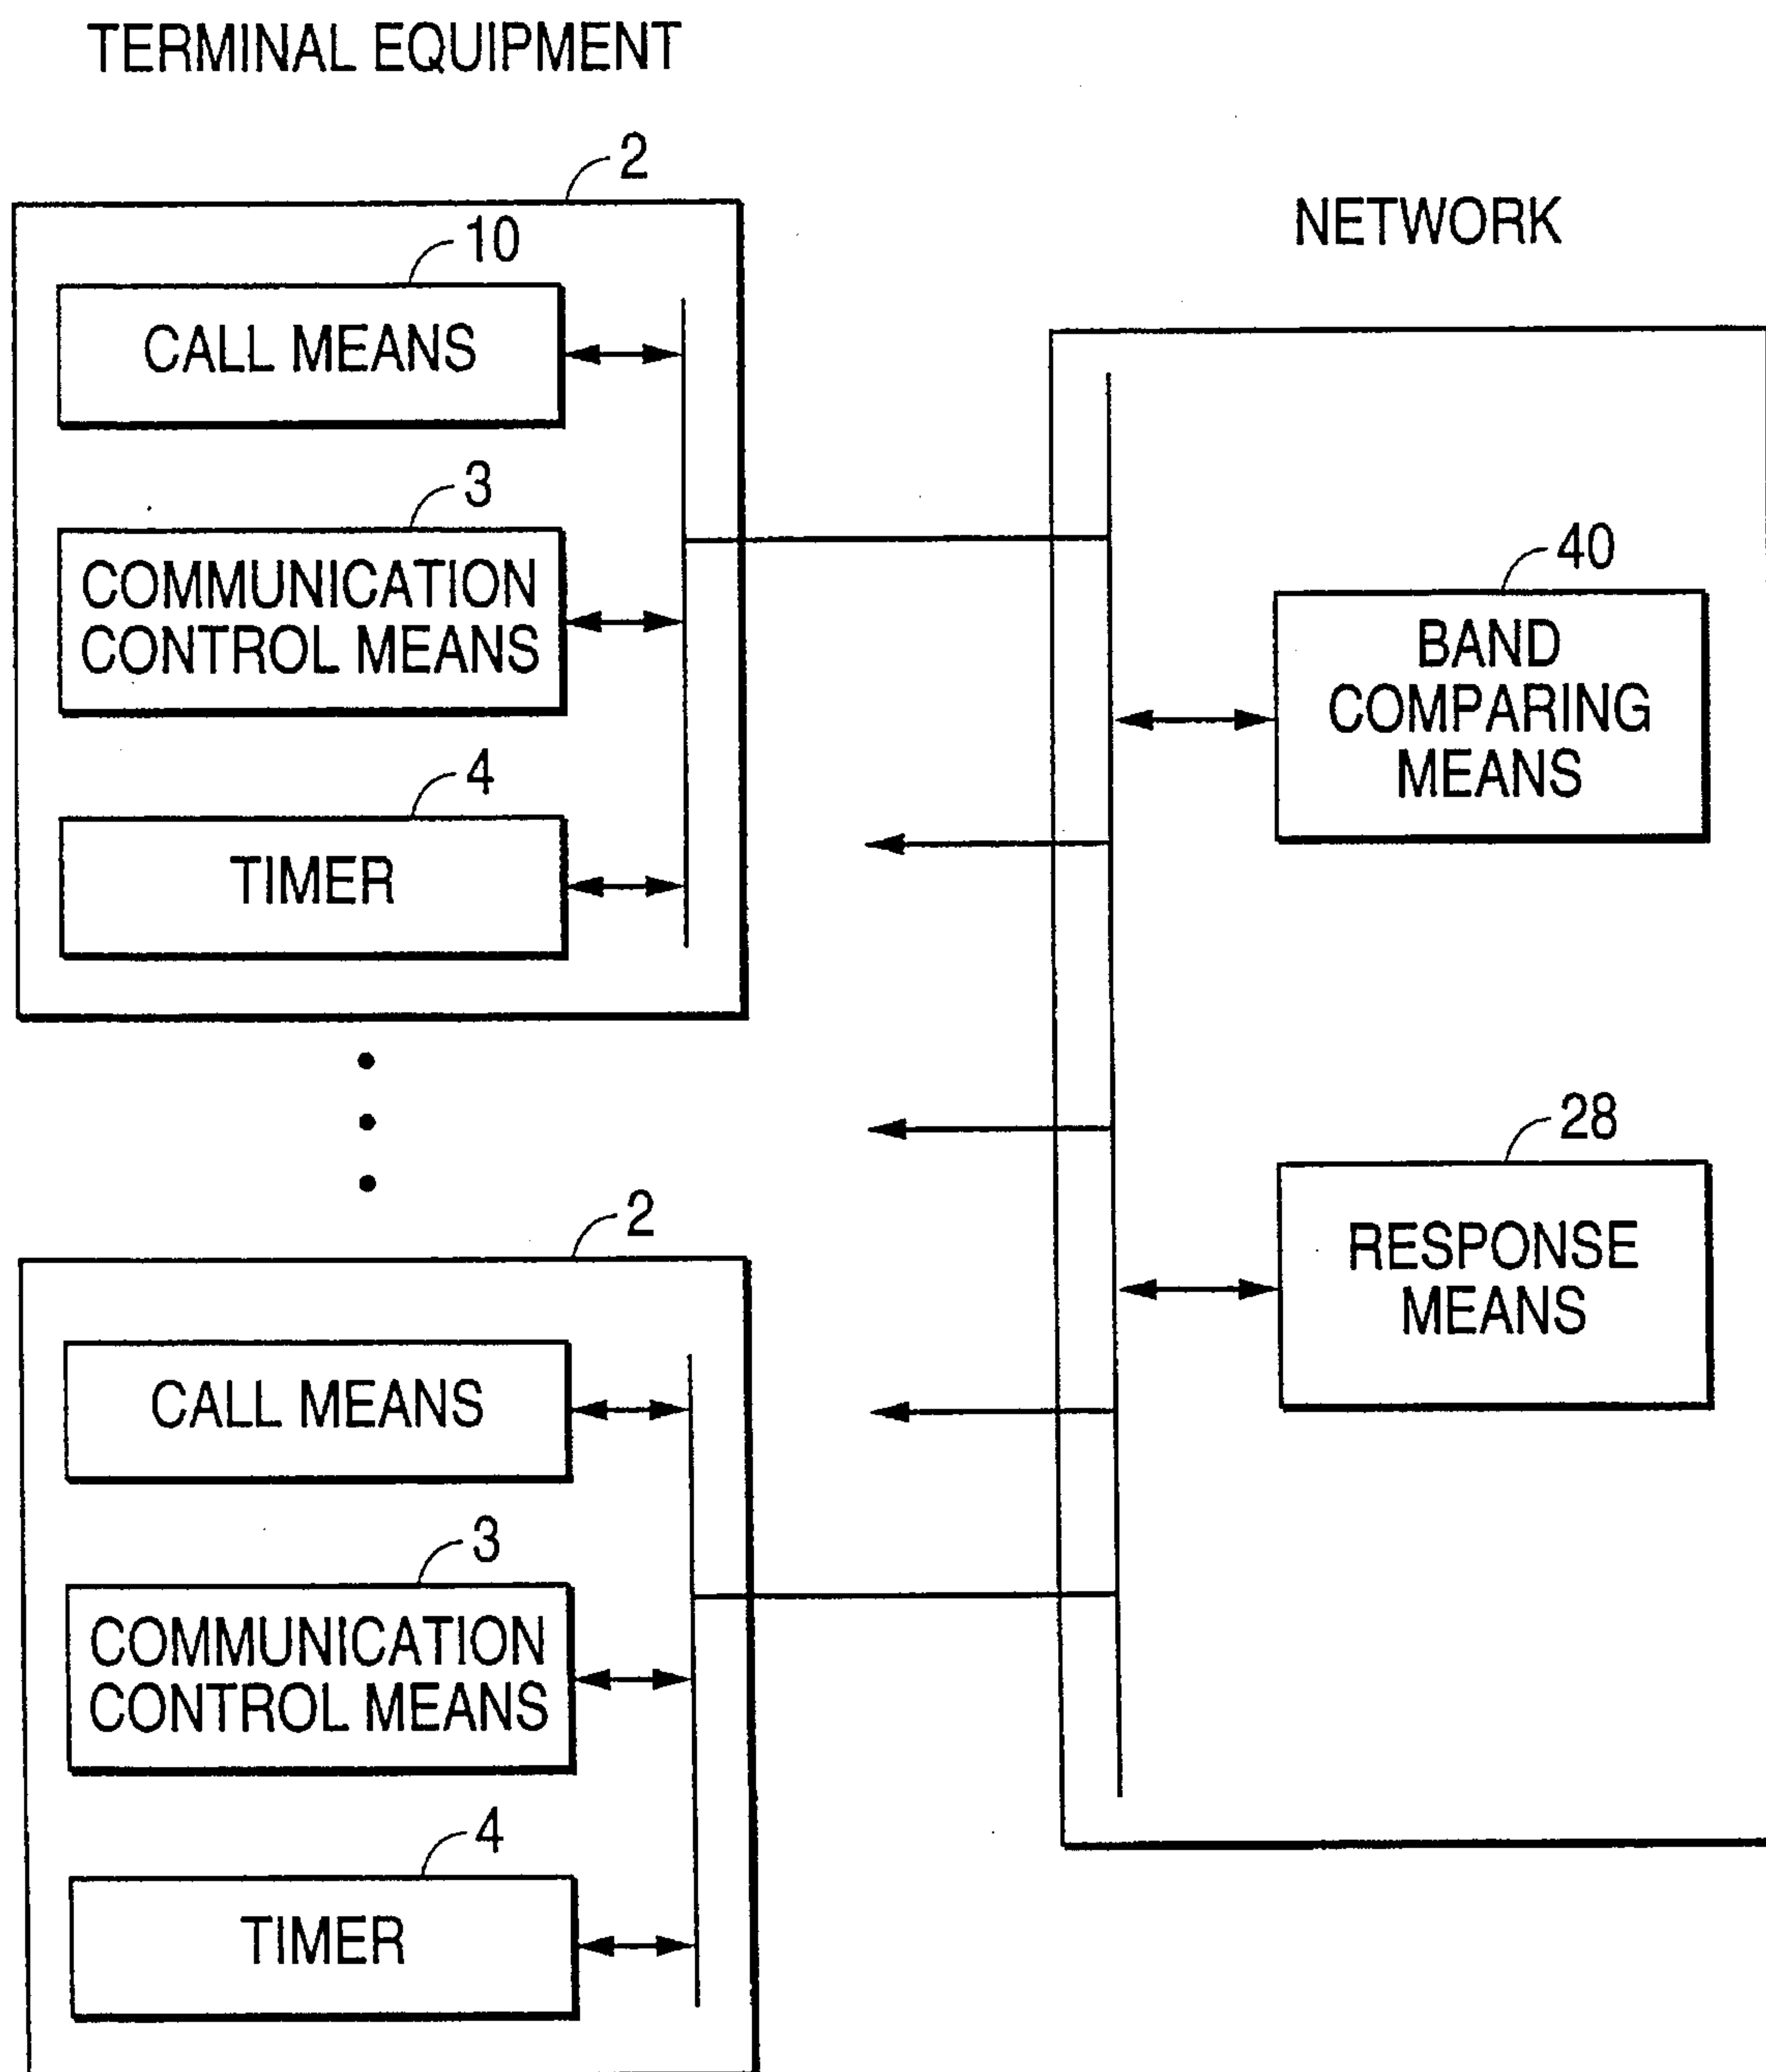 TERMINAL EQUIPMENT
2
10
CALL MEANS
3
COMMUNICATION
CONTROL MEANS
4
TIMER
2
CALL MEANS
3
COMMUNICATION
CONTROL MEANS
4
TIMER
NETWORK
40
BAND
COMPARING
MEANS
28
RESPONSE
MEANS